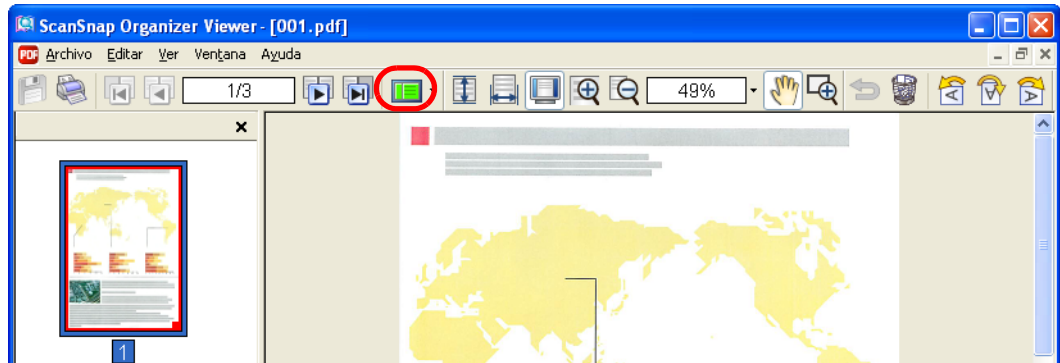 ScanSnap Organizer Viewer - [001.pdf]
PDF Archivo Editar Ver Ventana Ayuda
1/3 49% A A A
1